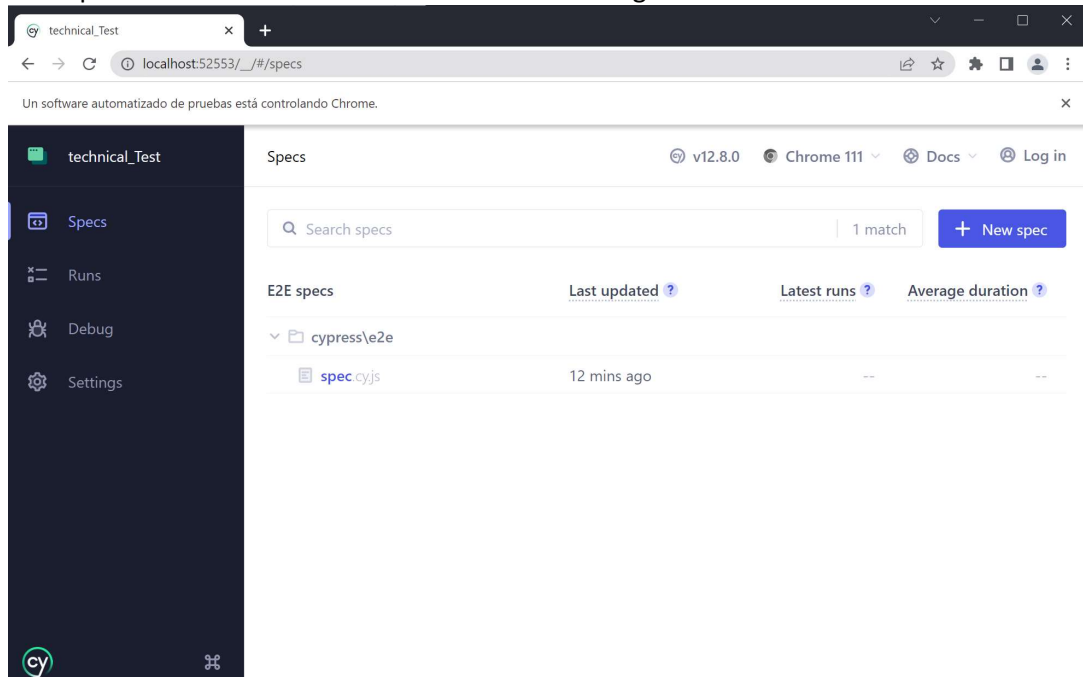 technical_Test
localhost:52553/__/#/specs
Un software automatizado de pruebas está controlando Chrome.
technical_Test
Specs
v12.8.0
Chrome 111
Docs
Log in
Specs
Search specs
1 match
+ New spec
Runs
E2E specs
Last updated ?
Latest runs ?
Average duration ?
Debug
cypress\e2e
Settings
spec.cy.js
12 mins ago
--
--
cy